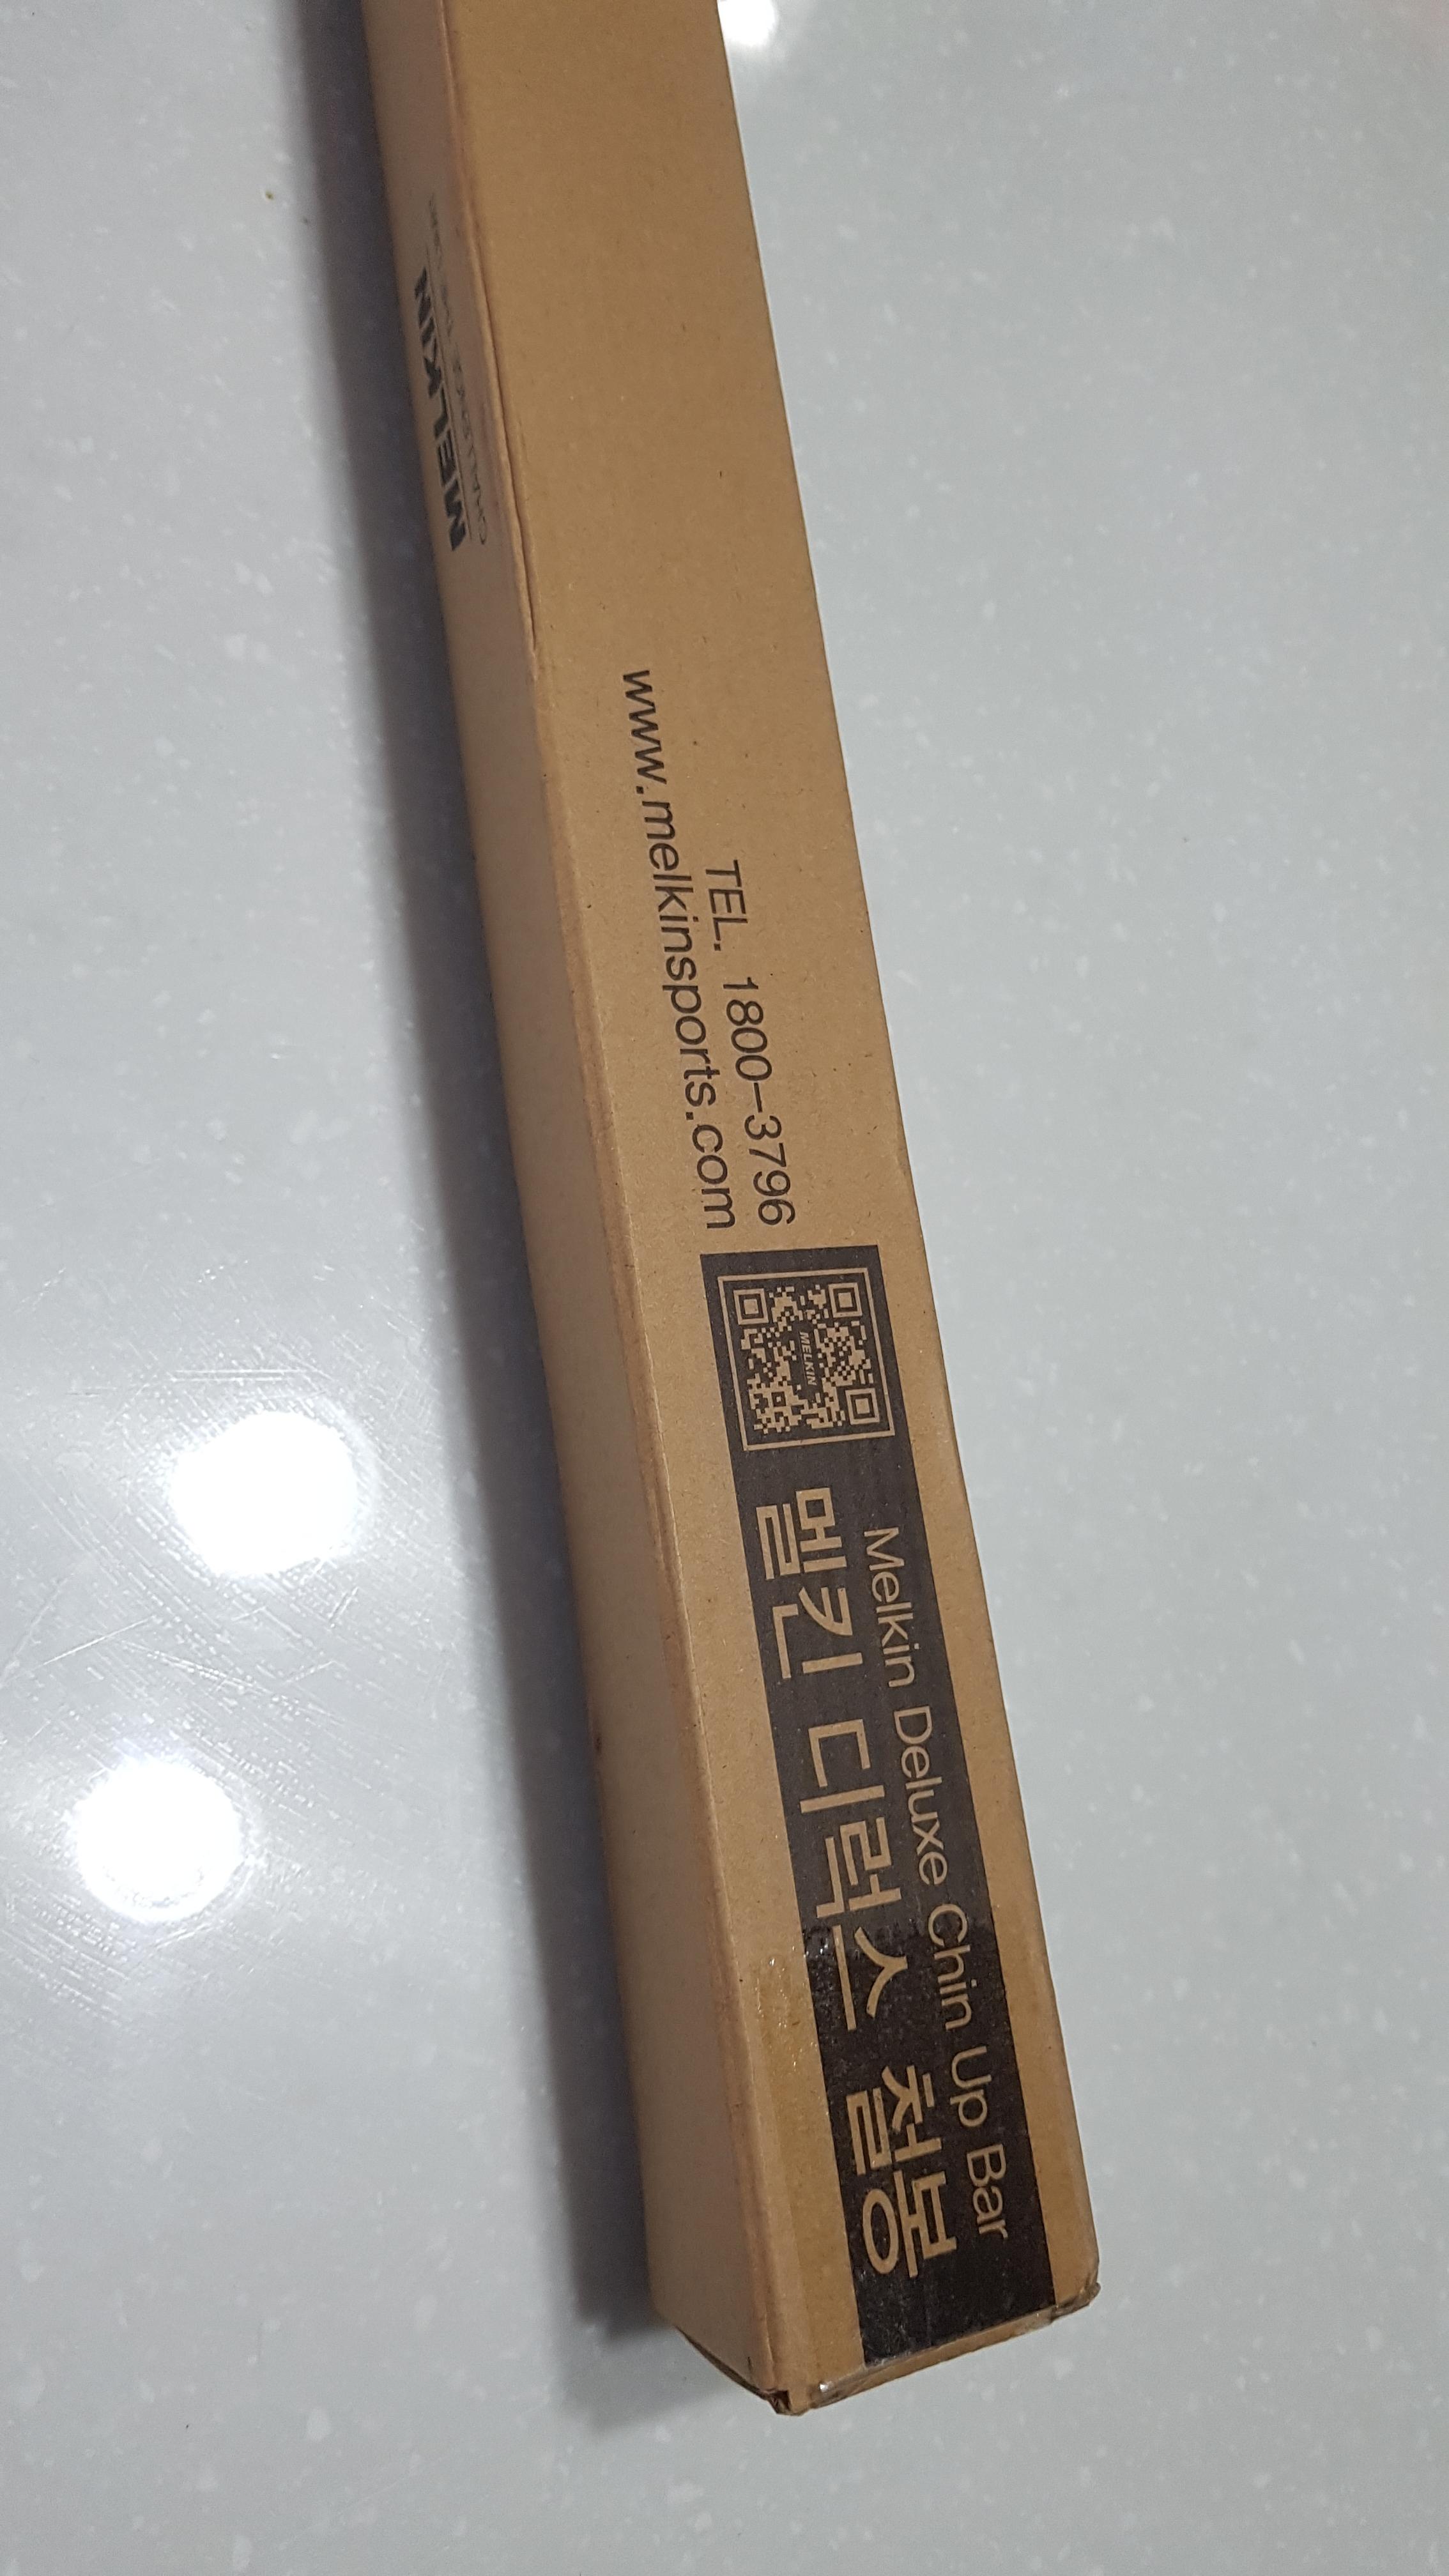 Melkin Deluxe Chin Up Bar
멜킨 디럭스 철봉
MELKIN
TEL. 1800-3796
www.melkinsports.com
MELKIN